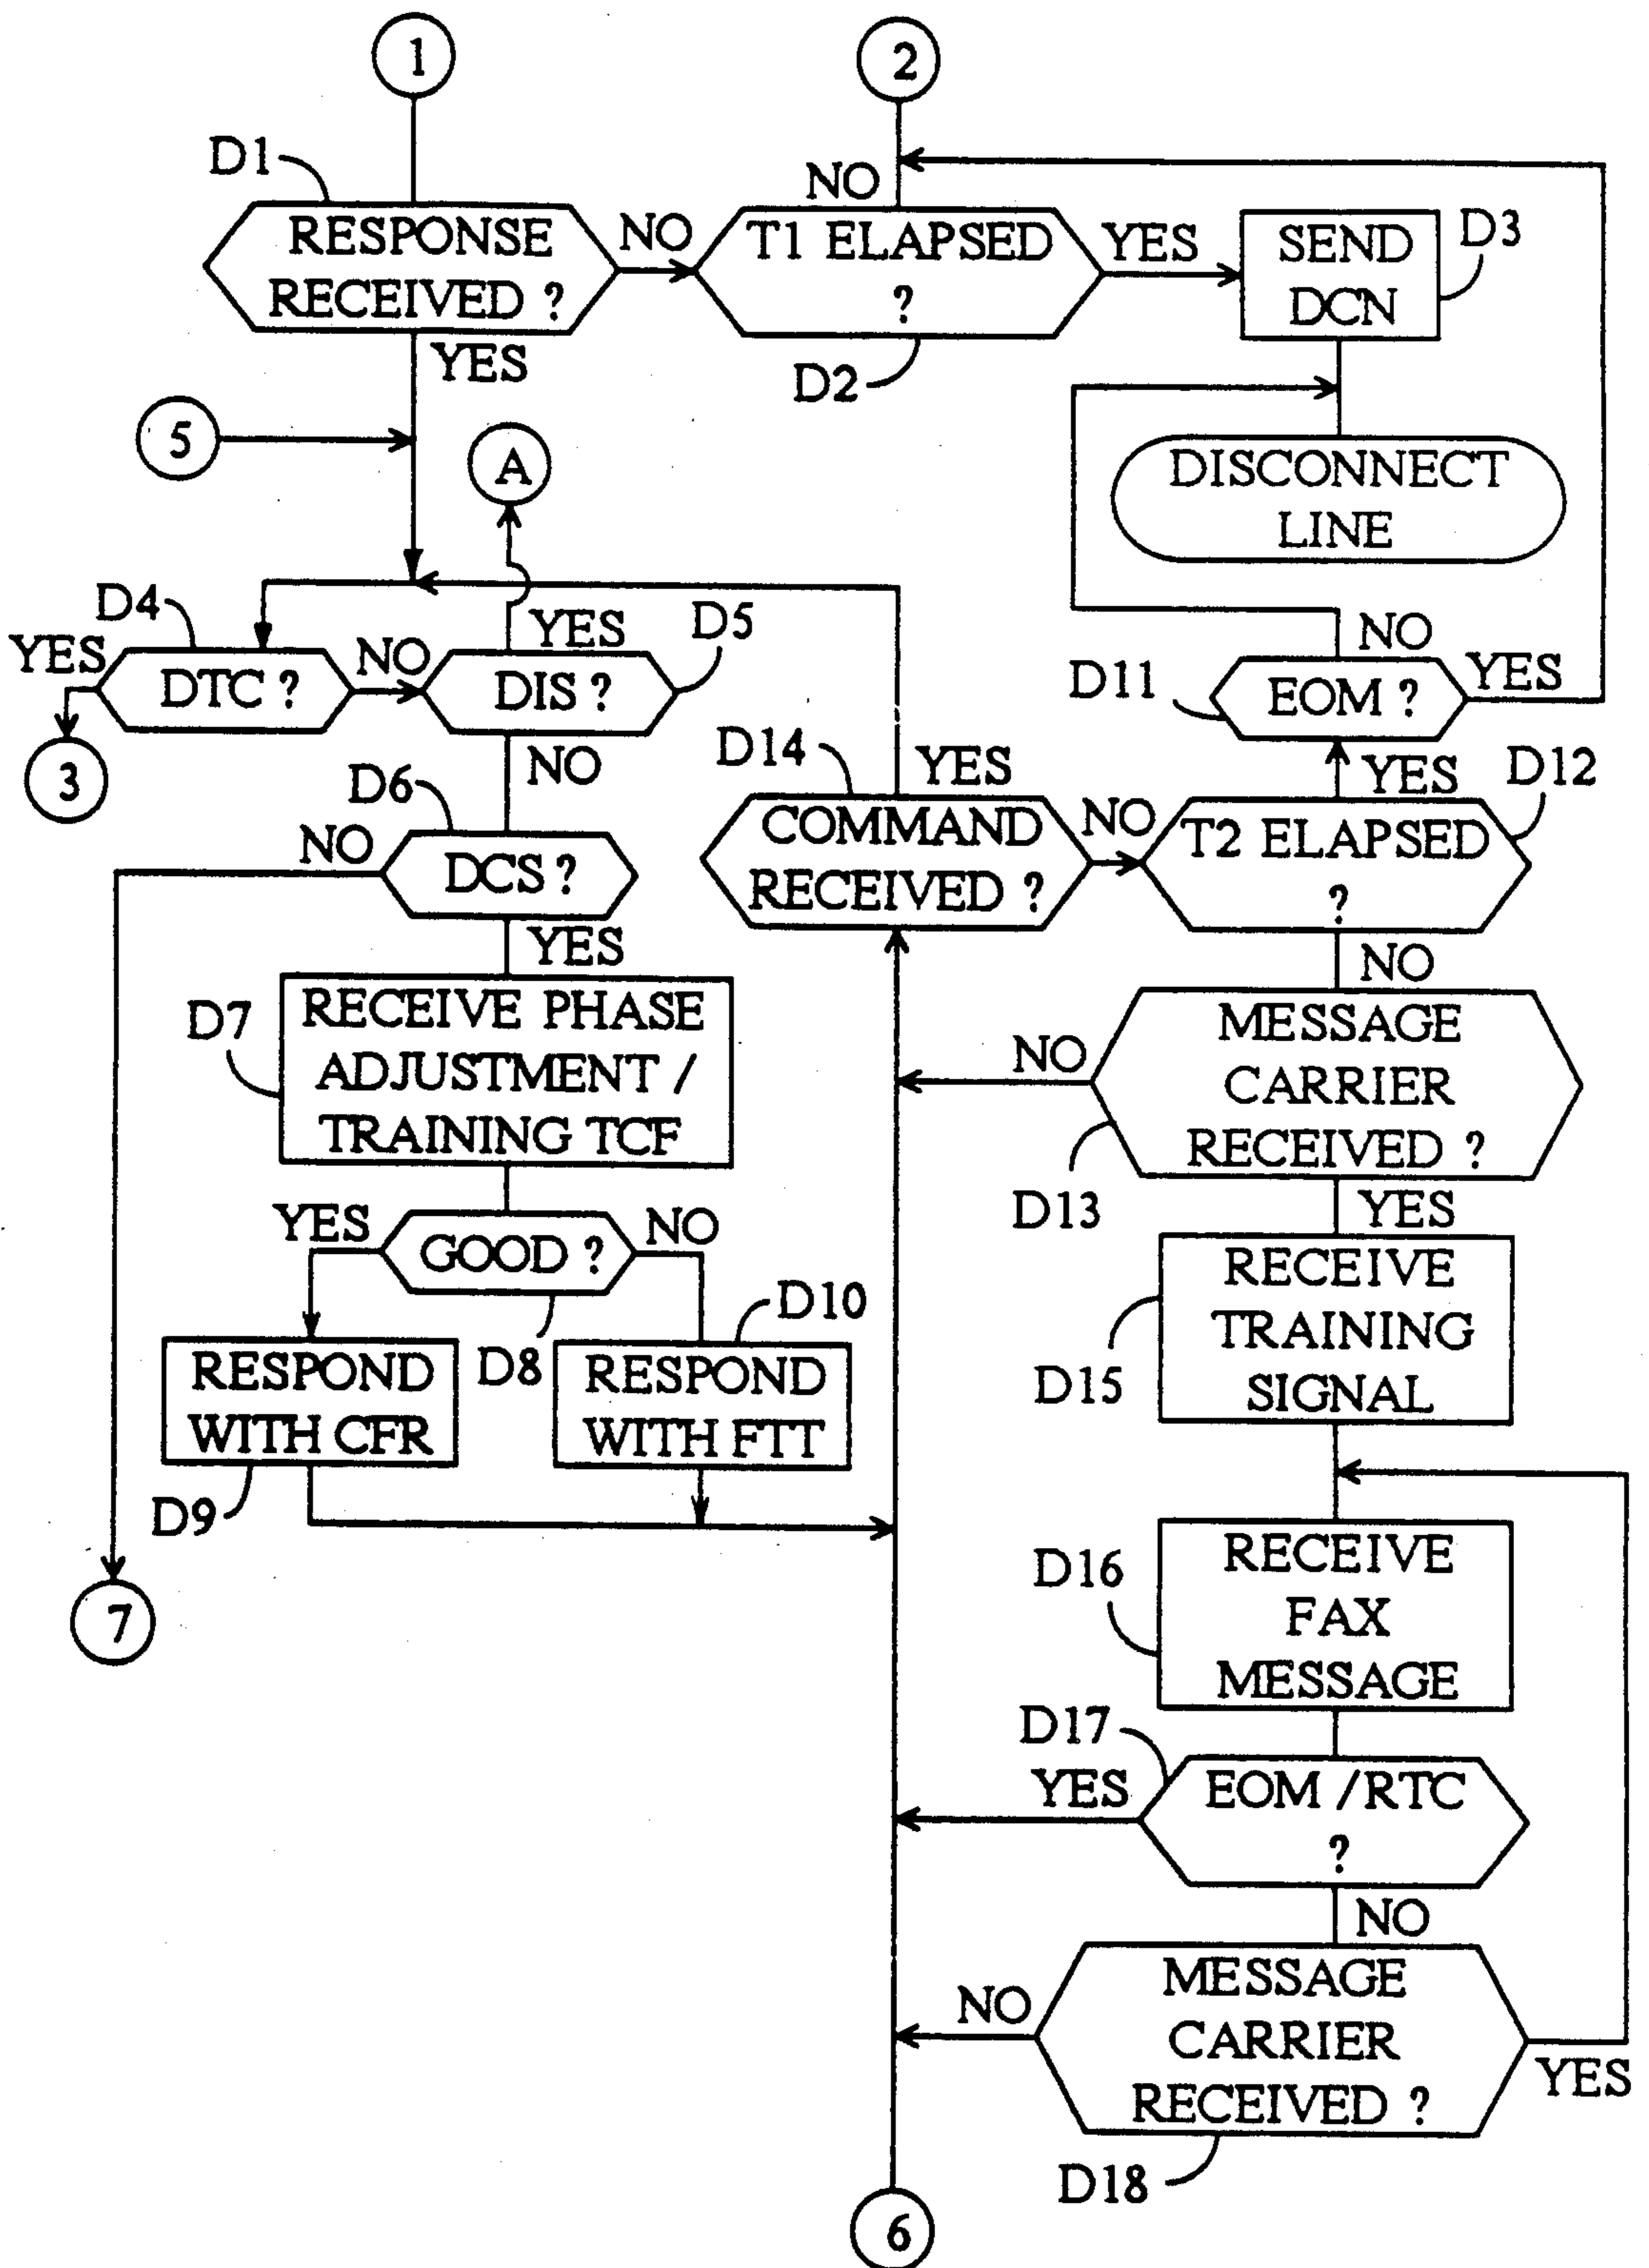 1
2
D1
NO
RESPONSE
RECEIVED ?
NO
T1 ELAPSED
?
YES
SEND
DCN
D3
YES
D2
5
A
DISCONNECT
LINE
D4
YES
DTC ?
NO
YES
DIS ?
D5
NO
3
D11
NO
EOM ?
YES
D6
NO
DCS ?
YES
D14
YES
COMMAND
RECEIVED ?
NO
YES
D12
T2 ELAPSED
?
NO
D7
RECEIVE PHASE
ADJUSTMENT /
TRAINING TCF
NO
MESSAGE
CARRIER
RECEIVED ?
D13
YES
YES
GOOD ?
NO
D8
D10
RESPOND
WITH CFR
D9
RESPOND
WITH FTT
D15
RECEIVE
TRAINING
SIGNAL
7
D16
RECEIVE
FAX
MESSAGE
D17
YES
EOM /RTC
?
NO
NO
MESSAGE
CARRIER
RECEIVED ?
YES
D18
6